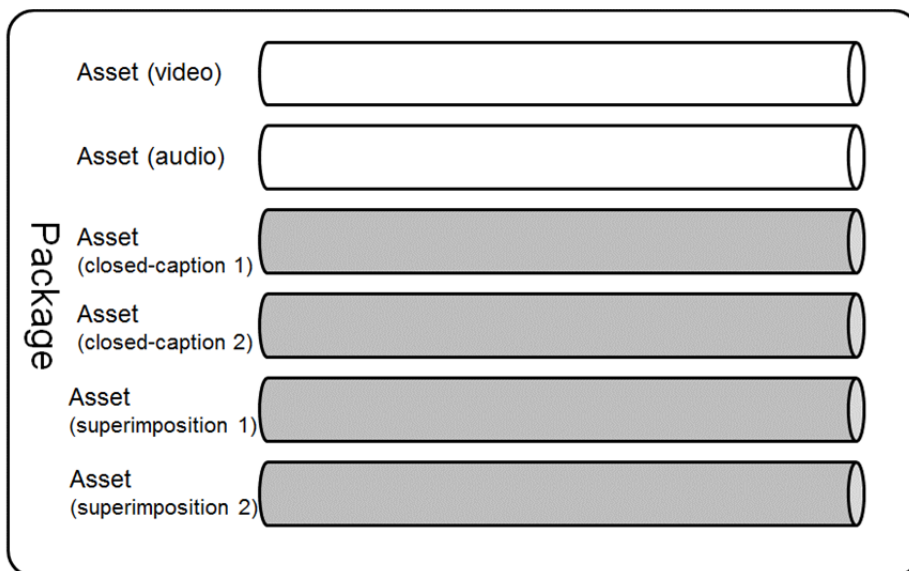 Package
Asset (video)
Asset (audio)
Asset
(closed-caption 1)
Asset
(closed-caption 2)
Asset
(superimposition 1)
Asset
(superimposition 2)